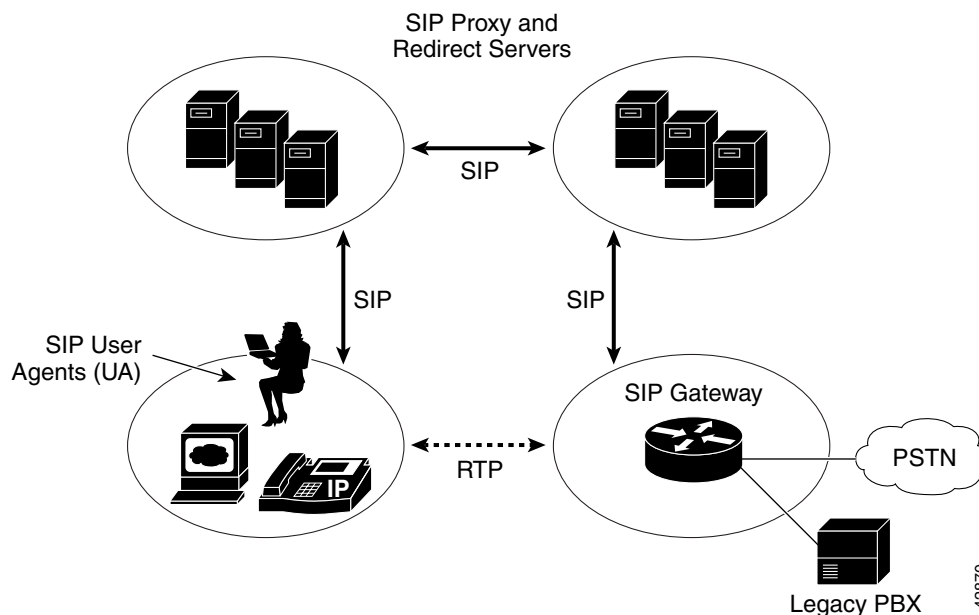 SIP Proxy and
Redirect Servers
SIP
SIP
SIP
SIP User
Agents (UA)
SIP Gateway
RTP
IP
PSTN
Legacy PBX